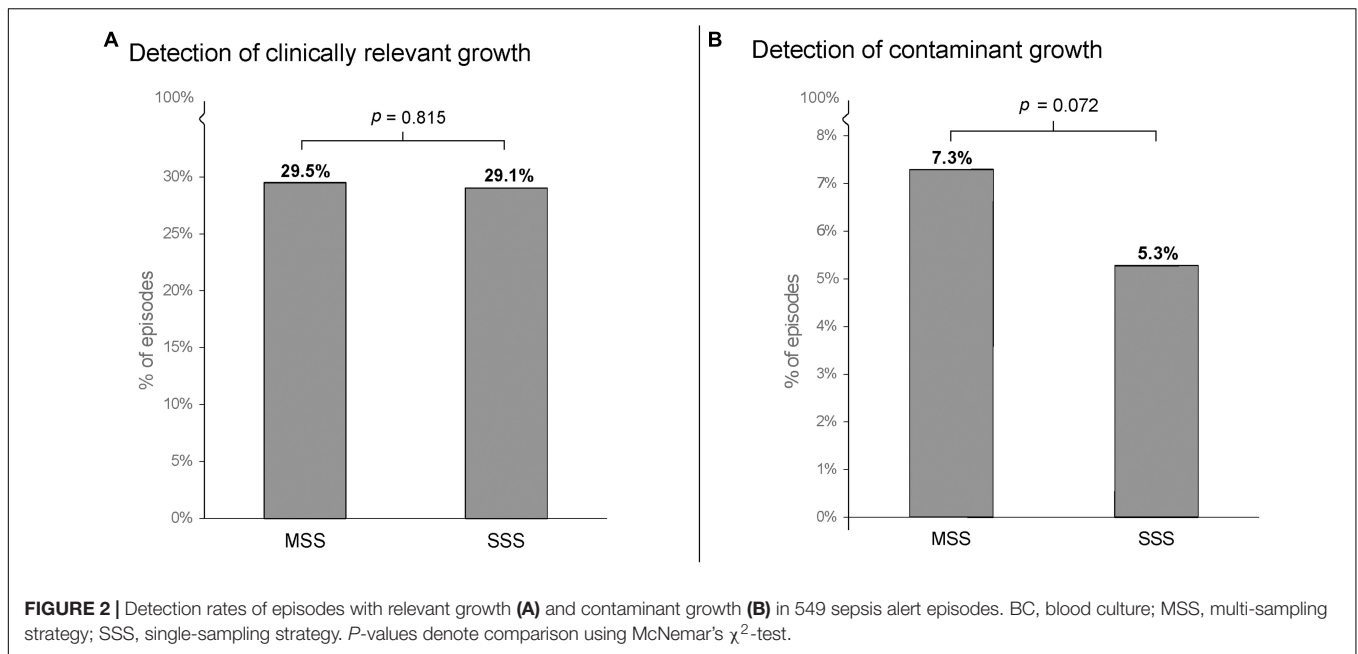 A Detection of clinically relevant growth
100%
p = 0.815
30%
29.5%
29.1%
25%
20%
15%
10%
5%
0%
% of episodes
MSS SSS
B Detection of contaminant growth
100%
p = 0.072
8%
7.3%
7%
6%
5.3%
5%
4%
3%
2%
1%
0%
% of episodes
MSS SSS
FIGURE 2 | Detection rates of episodes with relevant growth (A) and contaminant growth (B) in 549 sepsis alert episodes. BC, blood culture; MSS, multi-sampling
strategy; SSS, single-sampling strategy. P-values denote comparison using McNemar's χ²-test.